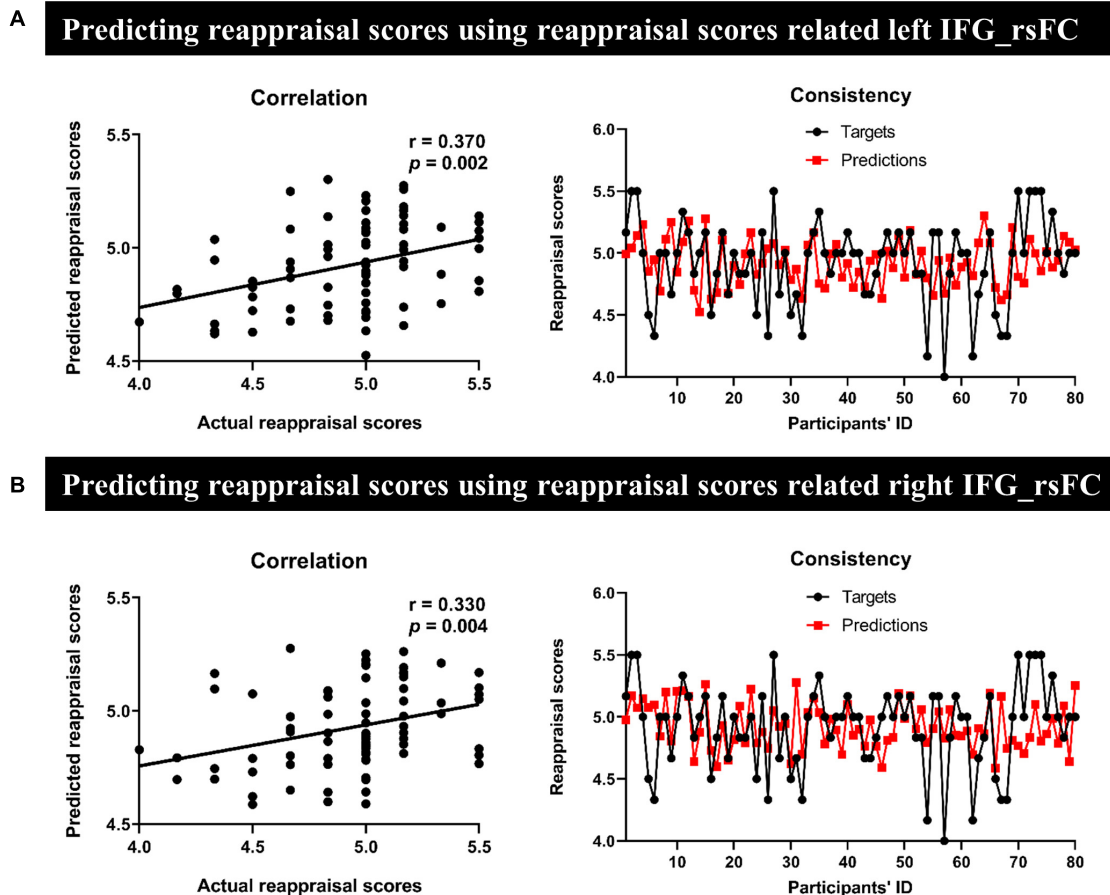 A
Predicting reappraisal scores using reappraisal scores related left IFG_rsFC
Correlation
r = 0.370
p = 0.002
5.5
5.0
4.5
Predicted reappraisal scores
4.0 4.5 5.0 5.5
Actual reappraisal scores
Consistency
Targets
Predictions
6.0
5.5
5.0
4.5
4.0
Reappraisal scores
10 20 30 40 50 60 70 80
Participants' ID
B
Predicting reappraisal scores using reappraisal scores related right IFG_rsFC
Correlation
r = 0.330
p = 0.004
5.5
5.0
4.5
Predicted reappraisal scores
4.0 4.5 5.0 5.5
Actual reappraisal scores
Consistency
Targets
Predictions
6.0
5.5
5.0
4.5
4.0
Reappraisal scores
10 20 30 40 50 60 70 80
Participants' ID